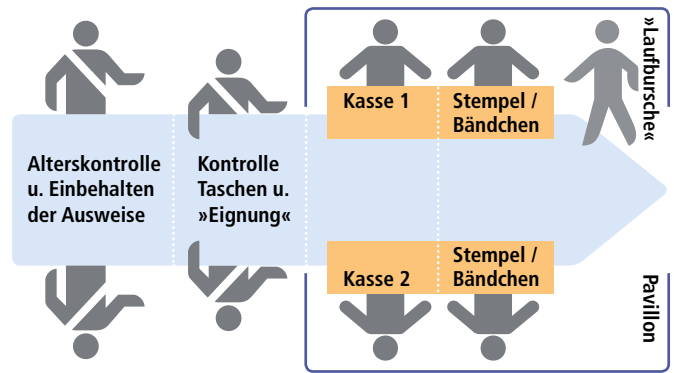 Alterskontrolle
u. Einbehalten
der Ausweise
Kontrolle
Taschen u.
»Eignung«
Kasse 1
Stempel /
Bändchen
»Laufbursche«
Kasse 2
Stempel /
Bändchen
Pavillon